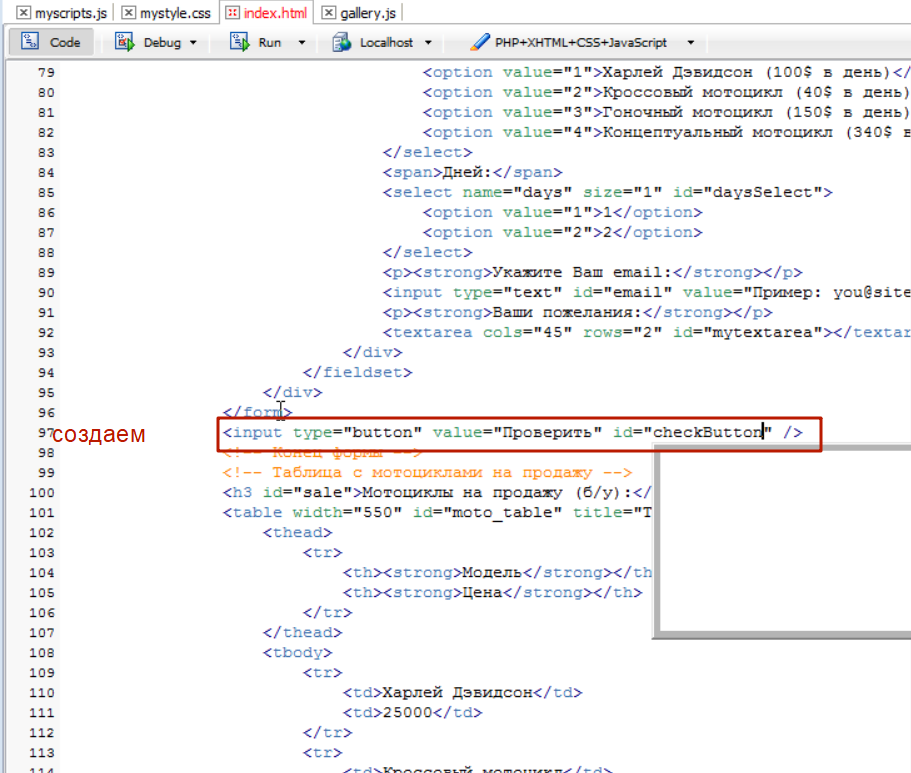 myscripts.js mystyle.css index.html gallery.js
Code Debug Run Localhost PHP+XHTML+CSS+JavaScript
79 <option value="1">Харлей Дэвидсон (100$ в день)</
80 <option value="2">Кроссовый мотоцикл (40$ в день)
81 <option value="3">Гоночный мотоцикл (150$ в день)
82 <option value="4">Концептуальный мотоцикл (340$ в
83 </select>
84 <span>Дней:</span>
85 <select name="days" size="1" id="daysSelect">
86 <option value="1">1</option>
87 <option value="2">2</option>
88 </select>
89 <p><strong>Укажите Ваш email:</strong></p>
90 <input type="text" id="email" value="Пример: you@site
91 <p><strong>Ваши пожелания:</strong></p>
92 <textarea cols="45" rows="2" id="mytextarea"></textar
93 </div>
94 </fieldset>
95 </div>
96 </form>
97 создаем <input type="button" value="Проверить" id="checkButton" />
98 <!-- Конец формы -->
99 <!-- Таблица с мотоциклами на продажу -->
100 <h3 id="sale">Мотоциклы на продажу (б/у):</
101 <table width="550" id="moto_table" title="Т
102 <thead>
103 <tr>
104 <th><strong>Модель</strong></th
105 <th><strong>Цена</strong></th>
106 </tr>
107 </thead>
108 <tbody>
109 <tr>
110 <td>Харлей Дэвидсон</td>
111 <td>25000</td>
112 </tr>
113 <tr>
114 <td>Кроссовый мотоцикл</td>